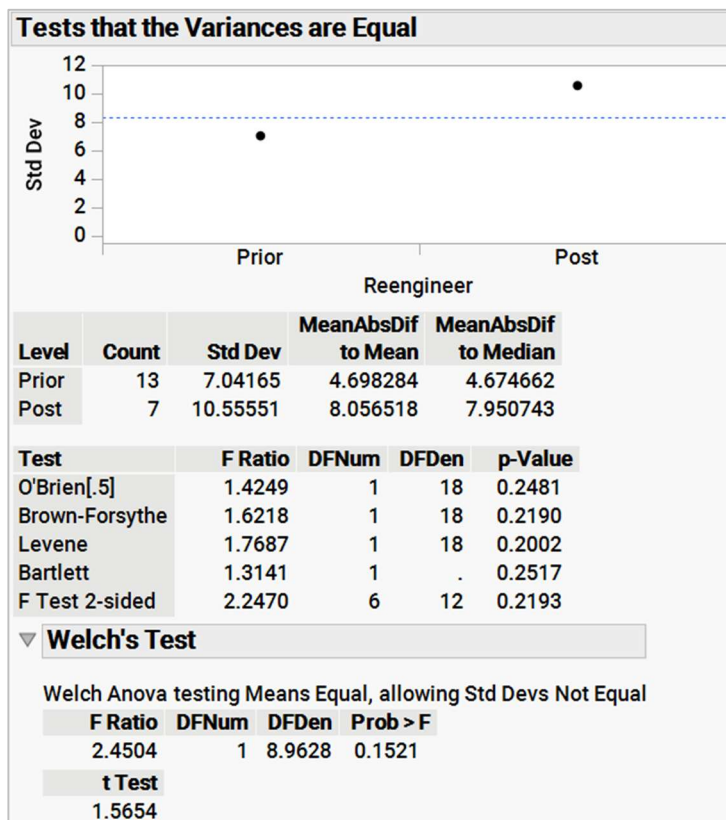 Tests that the Variances are Equal
12
10
8
6
4
2
0
Std Dev
Prior Post
Reengineer
MeanAbsDif MeanAbsDif
Level Count Std Dev to Mean to Median
Prior 13 7.04165 4.698284 4.674662
Post 7 10.55551 8.056518 7.950743
Test F Ratio DFNum DFDen p-Value
O'Brien[.5] 1.4249 1 18 0.2481
Brown-Forsythe 1.6218 1 18 0.2190
Levene 1.7687 1 18 0.2002
Bartlett 1.3141 1 . 0.2517
F Test 2-sided 2.2470 6 12 0.2193
Welch's Test
Welch Anova testing Means Equal, allowing Std Devs Not Equal
F Ratio DFNum DFDen Prob > F
2.4504 1 8.9628 0.1521
t Test
1.5654